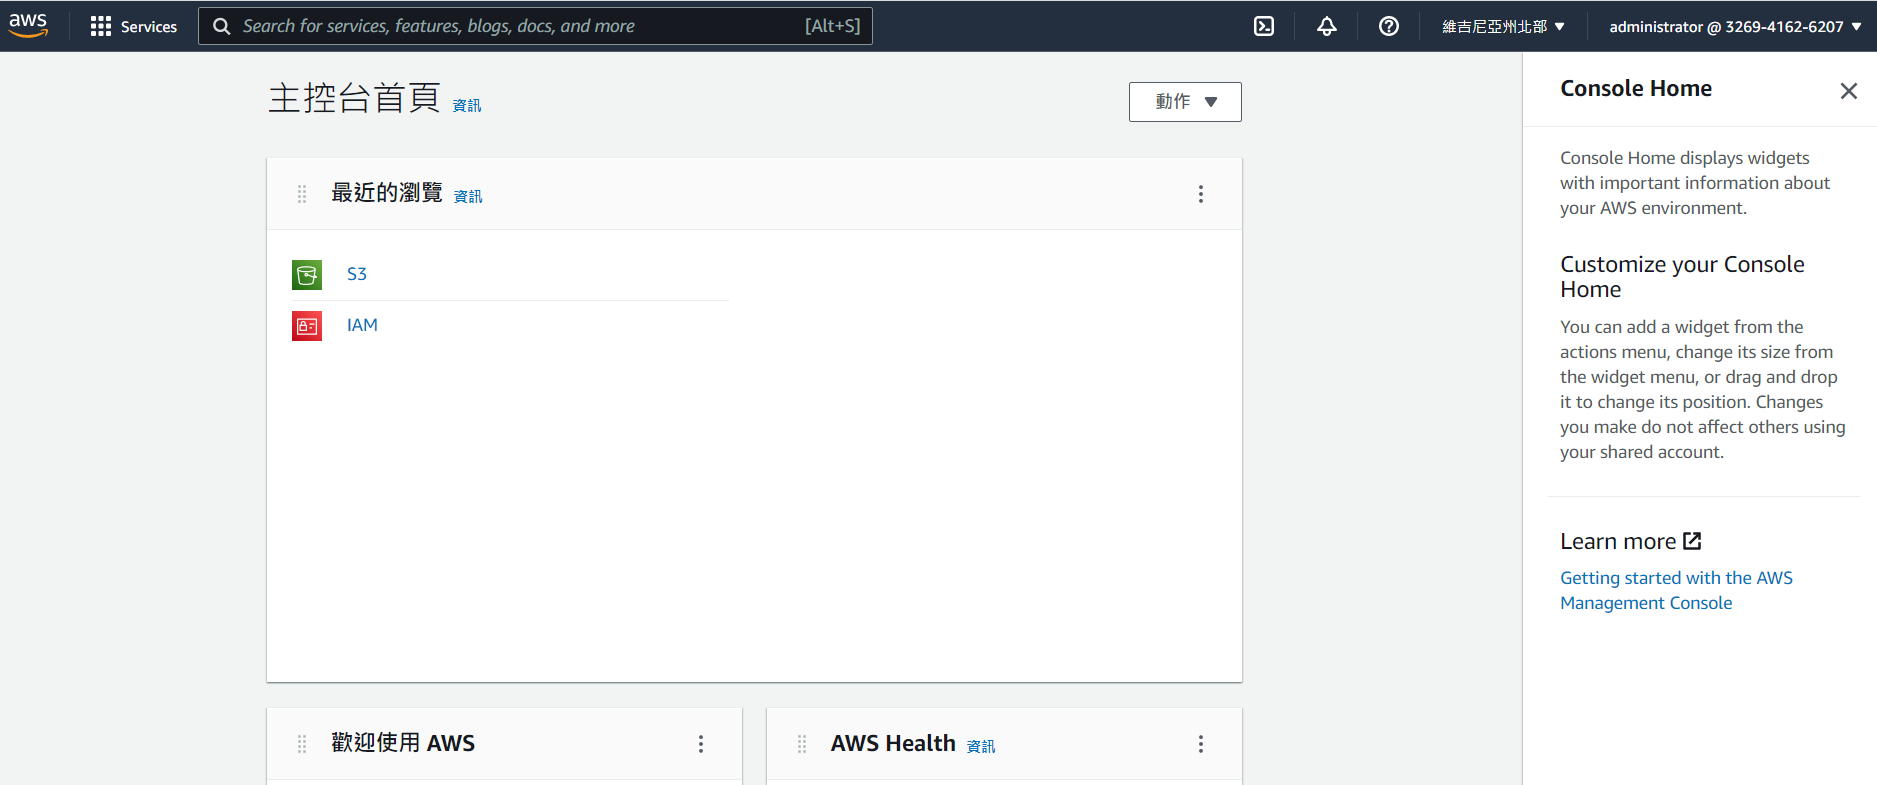 aws
Services
Search for services, features, blogs, docs, and more
[Alt+S]
維吉尼亞州北部
administrator @ 3269-4162-6207
主控台首頁 資訊
動作
最近的瀏覽 資訊
S3
IAM
歡迎使用 AWS
AWS Health 資訊
Console Home
Console Home displays widgets
with important information about
your AWS environment.
Customize your Console
Home
You can add a widget from the
actions menu, change its size from
the widget menu, or drag and drop
it to change its position. Changes
you make do not affect others using
your shared account.
Learn more
Getting started with the AWS
Management Console